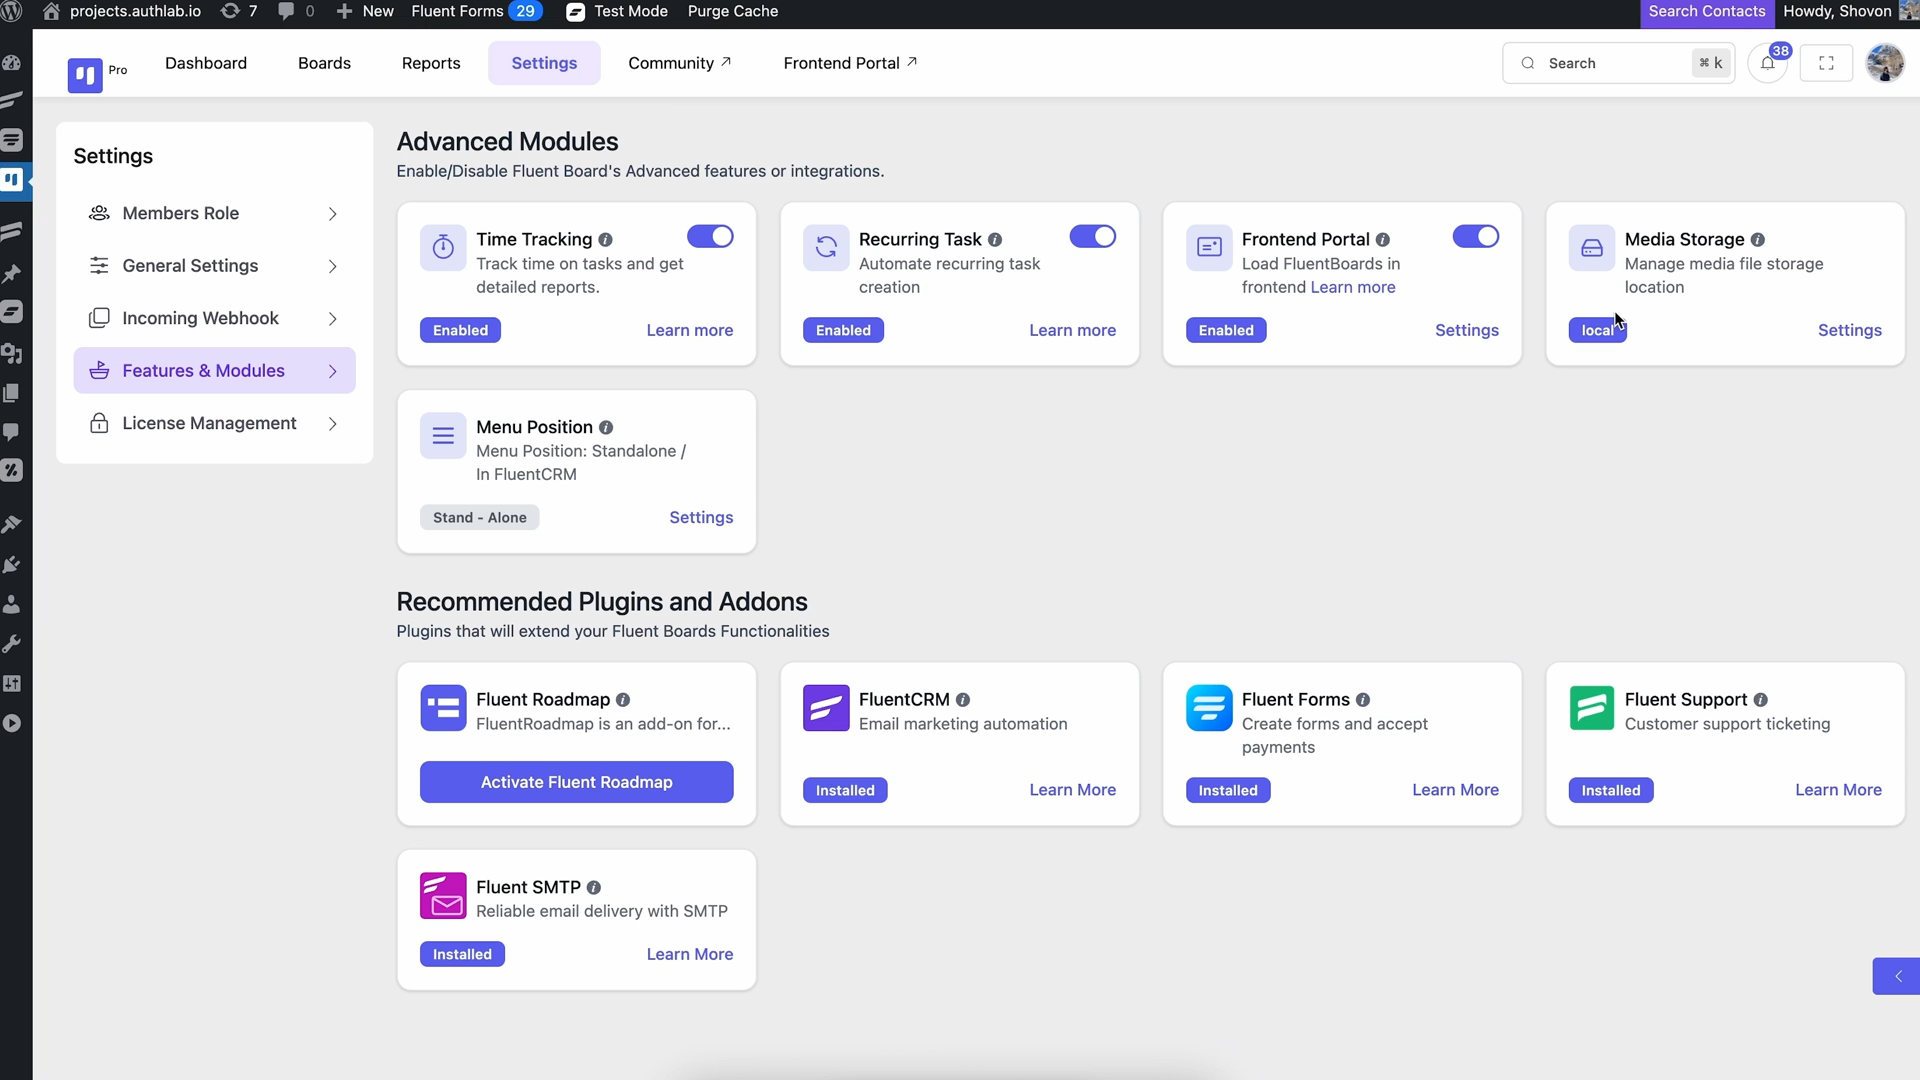 projects.authlab.io 7 0 New Fluent Forms 29 Test Mode Purge Cache Search Contacts Howdy, Shovon
Pro Dashboard Boards Reports Settings Community ↗ Frontend Portal ↗ Search ⌘ k 38
Settings
Members Role
General Settings
Incoming Webhook
Features & Modules
License Management
Advanced Modules
Enable/Disable Fluent Board's Advanced features or integrations.
Time Tracking
Track time on tasks and get
detailed reports.
Enabled Learn more
Recurring Task
Automate recurring task
creation
Enabled Learn more
Frontend Portal
Load FluentBoards in
frontend Learn more
Enabled Settings
Media Storage
Manage media file storage
location
local Settings
Menu Position
Menu Position: Standalone /
In FluentCRM
Stand - Alone Settings
Recommended Plugins and Addons
Plugins that will extend your Fluent Boards Functionalities
Fluent Roadmap
FluentRoadmap is an add-on for...
Activate Fluent Roadmap
FluentCRM
Email marketing automation
Installed Learn More
Fluent Forms
Create forms and accept
payments
Installed Learn More
Fluent Support
Customer support ticketing
Installed Learn More
Fluent SMTP
Reliable email delivery with SMTP
Installed Learn More